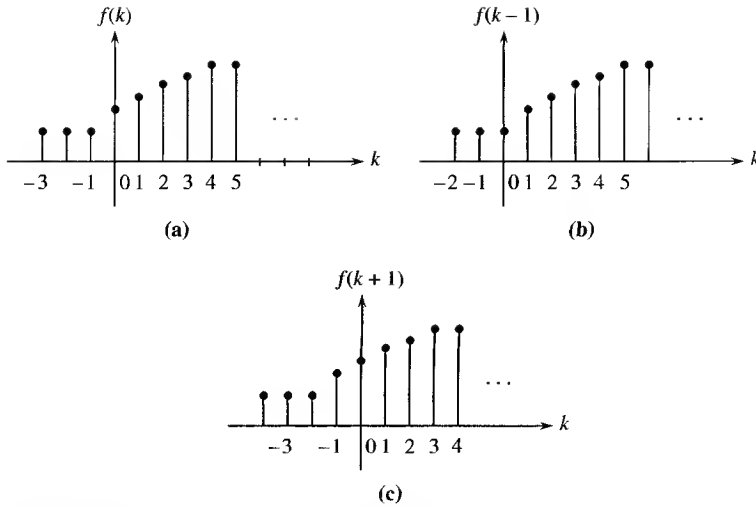 f(k)
...
k
−3 −1 0 1 2 3 4 5
(a)
f(k − 1)
...
k
−2 −1 0 1 2 3 4 5
(b)
f(k + 1)
...
k
−3 −1 0 1 2 3 4
(c)